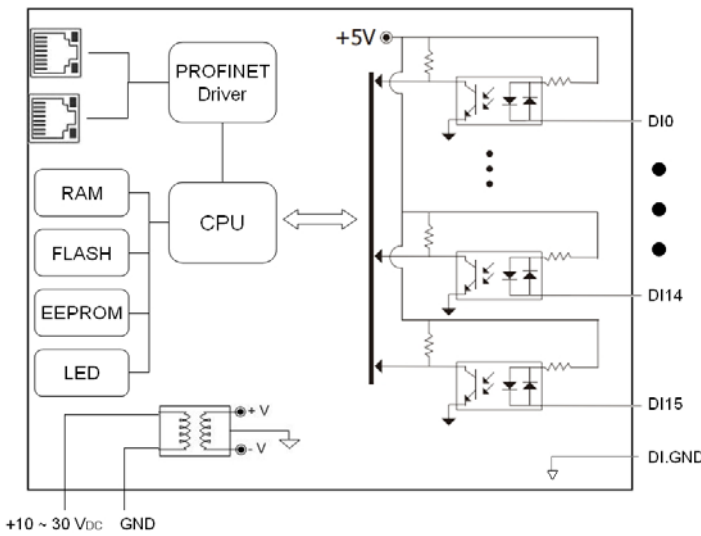 +5V
PROFINET
Driver
DI0
RAM
CPU
FLASH
EEPROM
DI14
LED
DI15
+ V
- V
DI.GND
+10 ~ 30 VDC GND